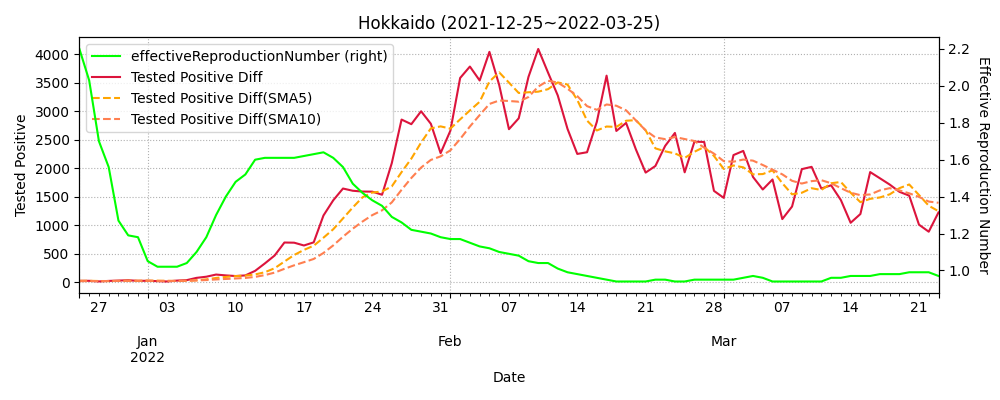 Hokkaido (2021-12-25~2022-03-25)
effectiveReproductionNumber (right)
Tested Positive Diff
Tested Positive Diff(SMA5)
Tested Positive Diff(SMA10)
Tested Positive
4000
3500
3000
2500
2000
1500
1000
500
0
2.2
2.0
1.8
1.6
1.4
1.2
1.0
Effective Reproduction Number
27 03 10 17 24 31 07 14 21 28 07 14 21
Jan Feb Mar
2022
Date